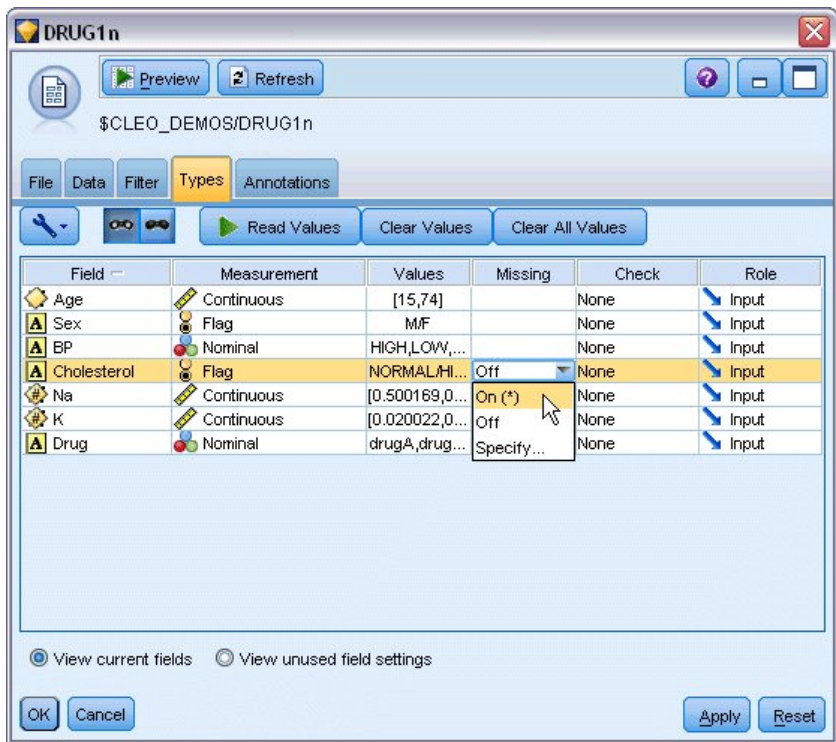 DRUG1n
Preview Refresh
$CLEO_DEMOS/DRUG1n
File Data Filter Types Annotations
Read Values Clear Values Clear All Values
Field Measurement Values Missing Check Role
Age Continuous [15,74] None Input
A Sex Flag M/F None Input
A BP Nominal HIGH,LOW,... None Input
A Cholesterol Flag NORMAL/HI... Off None Input
# Na Continuous [0.500169,0... On (*) None Input
# K Continuous [0.020022,0... Off None Input
A Drug Nominal drugA,drug... Specify... None Input
View current fields View unused field settings
OK Cancel Apply Reset